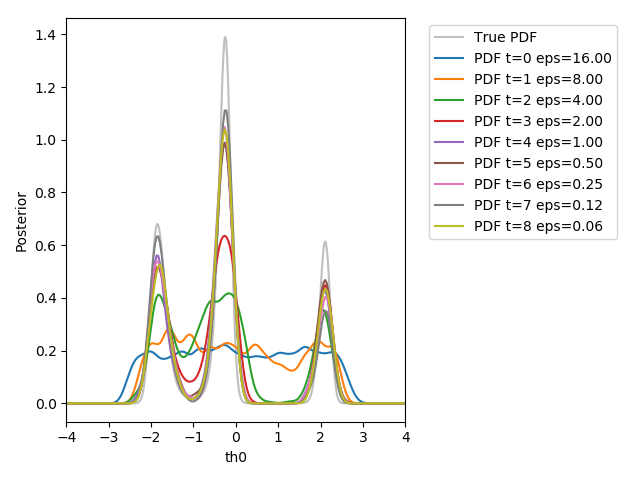 1.4
1.2
1.0
0.8
0.6
0.4
0.2
0.0
Posterior
−4
−3
−2
−1
0
1
2
3
4
th0
True PDF
PDF t=0 eps=16.00
PDF t=1 eps=8.00
PDF t=2 eps=4.00
PDF t=3 eps=2.00
PDF t=4 eps=1.00
PDF t=5 eps=0.50
PDF t=6 eps=0.25
PDF t=7 eps=0.12
PDF t=8 eps=0.06